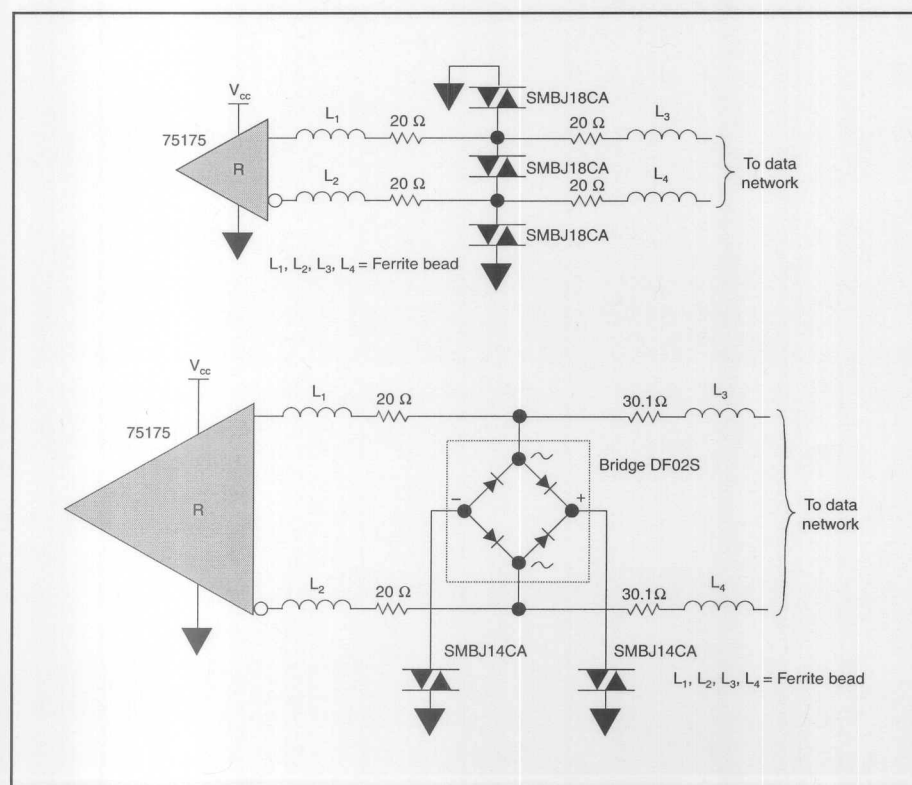 SMBJ18CA
V_cc
75175
L₁
20 Ω
20 Ω
L₃
R
SMBJ18CA
To data
network
L₂
20 Ω
20 Ω
L₄
SMBJ18CA
L₁, L₂, L₃, L₄ = Ferrite bead
V_cc
L₁
20 Ω
30.1Ω
L₃
75175
Bridge DF02S
− +
R
To data
network
L₂
20 Ω
30.1Ω
L₄
SMBJ14CA
SMBJ14CA
L₁, L₂, L₃, L₄ = Ferrite bead